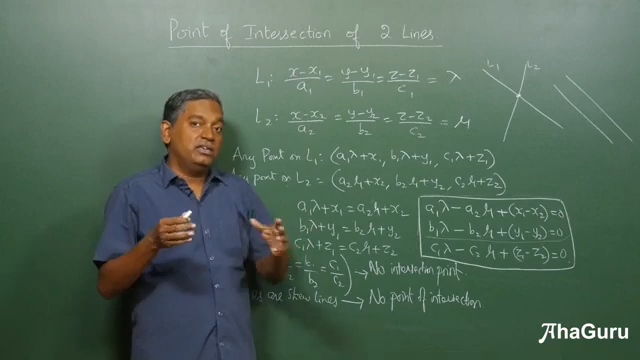 Point of Intersection of 2 Lines
L₁: (x-x₁)/a₁ = (y-y₁)/b₁ = (z-z₁)/c₁ = λ
L₂: (x-x₂)/a₂ = (y-y₂)/b₂ = (z-z₂)/c₂ = μ
L₁ L₂
Any Point on L₁: (a₁λ+x₁, b₁λ+y₁, c₁λ+z₁)
point on L₂ = (a₂μ+x₂, b₂μ+y₂, c₂μ+z₂)
a₁λ+x₁ = a₂μ+x₂
b₁λ+y₁ = b₂μ+y₂
c₁λ+z₁ = c₂μ+z₂
a₁λ - a₂μ + (x₁-x₂) = 0
b₁λ - b₂μ + (y₁-y₂) = 0
c₁λ - c₂μ + (z₁-z₂) = 0
= b₁/b₂ = c₁/c₂) → No intersection point
are skew lines → No point of intersection
AhaGuru